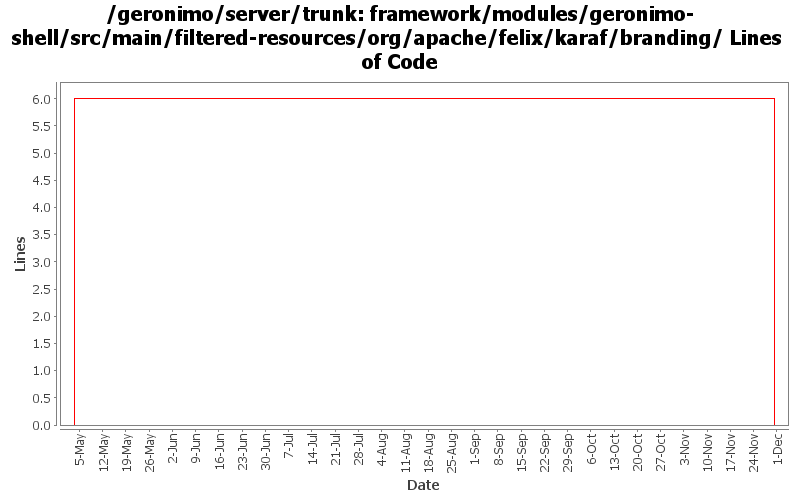 /geronimo/server/trunk: framework/modules/geronimo-
shell/src/main/filtered-resources/org/apache/felix/karaf/branding/ Lines
of Code
6.0
5.5
5.0
4.5
4.0
3.5
3.0
2.5
2.0
1.5
1.0
0.5
0.0
Lines
5-May
12-May
19-May
26-May
2-Jun
9-Jun
16-Jun
23-Jun
30-Jun
7-Jul
14-Jul
21-Jul
28-Jul
4-Aug
11-Aug
18-Aug
25-Aug
1-Sep
8-Sep
15-Sep
22-Sep
29-Sep
6-Oct
13-Oct
20-Oct
27-Oct
3-Nov
10-Nov
17-Nov
24-Nov
1-Dec
Date